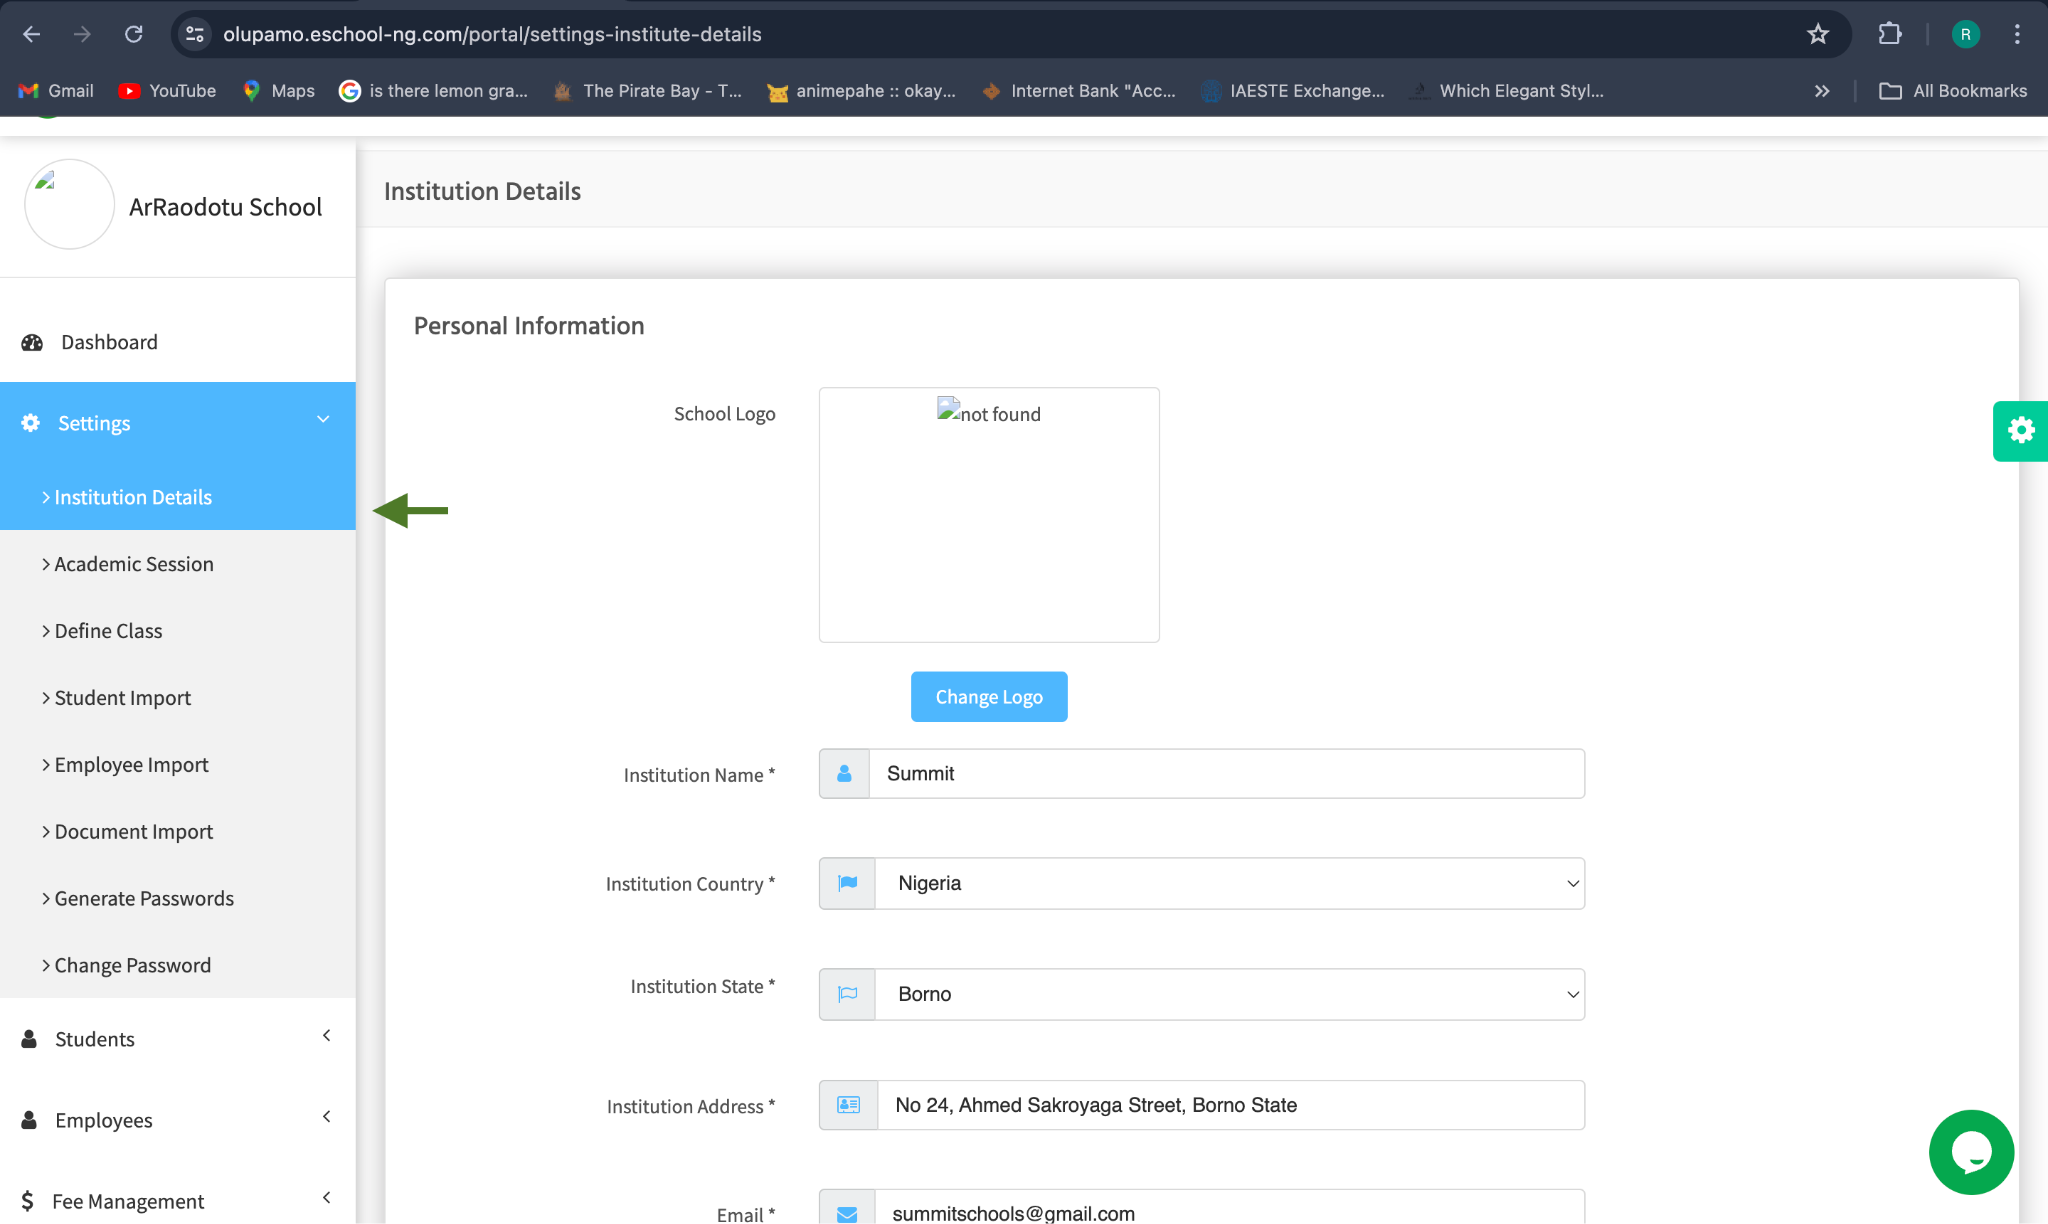 olupamo.eschool-ng.com/portal/settings-institute-details
R
Gmail
YouTube
Maps
is there lemon gra...
The Pirate Bay - T...
animepahe :: okay...
Internet Bank "Acc...
IAESTE Exchange...
Which Elegant Styl...
All Bookmarks
ArRaodotu School
Dashboard
Settings
Institution Details
Academic Session
Define Class
Student Import
Employee Import
Document Import
Generate Passwords
Change Password
Students
Employees
Fee Management
Institution Details
Personal Information
School Logo
not found
Change Logo
Institution Name *
Summit
Institution Country *
Nigeria
Institution State *
Borno
Institution Address *
No 24, Ahmed Sakroyaga Street, Borno State
Email *
summitschools@gmail.com